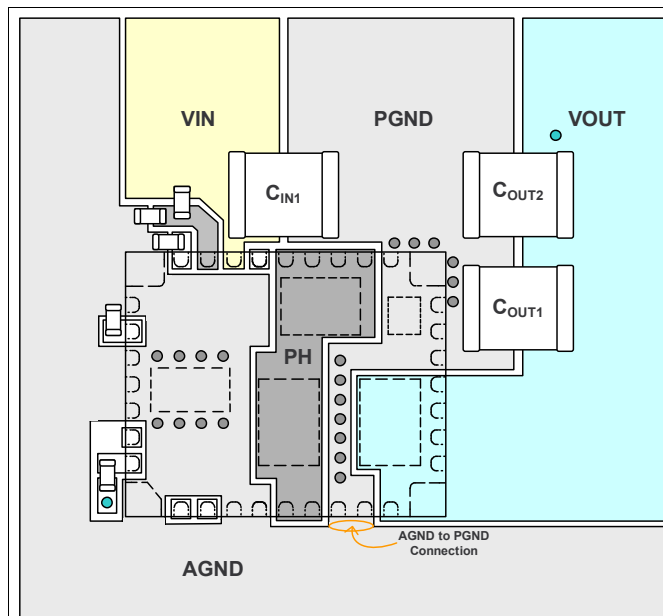 VIN
PGND
VOUT
CIN1
COUT2
COUT1
PH
AGND to PGND
Connection
AGND